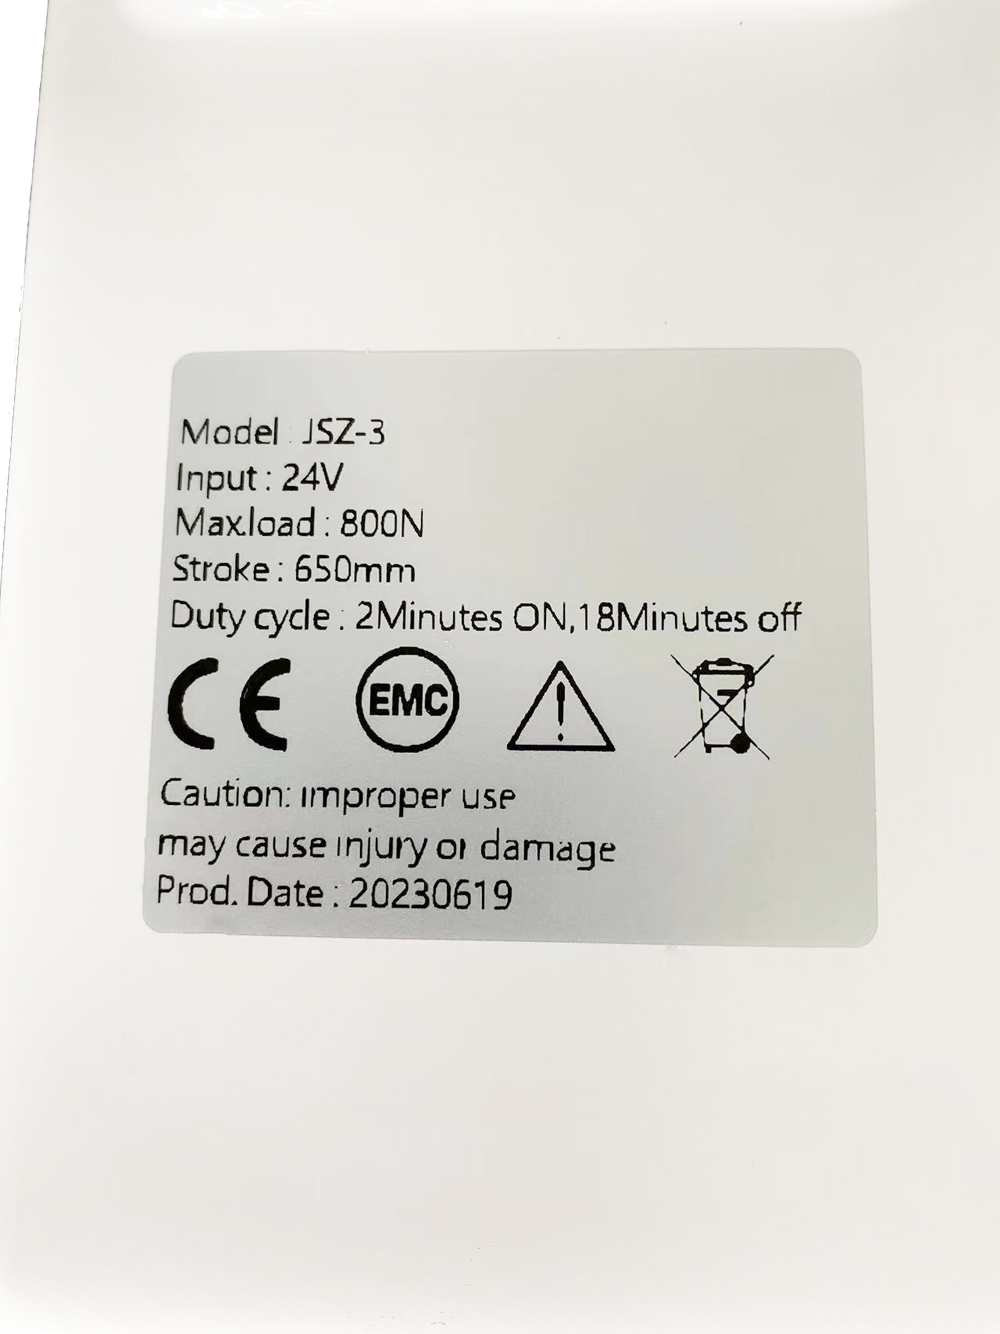 Model : JSZ-3
Input : 24V
Max.load : 800N
Stroke : 650mm
Duty cycle : 2Minutes ON,18Minutes off
CE EMC
Caution: improper use
may cause injury or damage
Prod. Date : 20230619